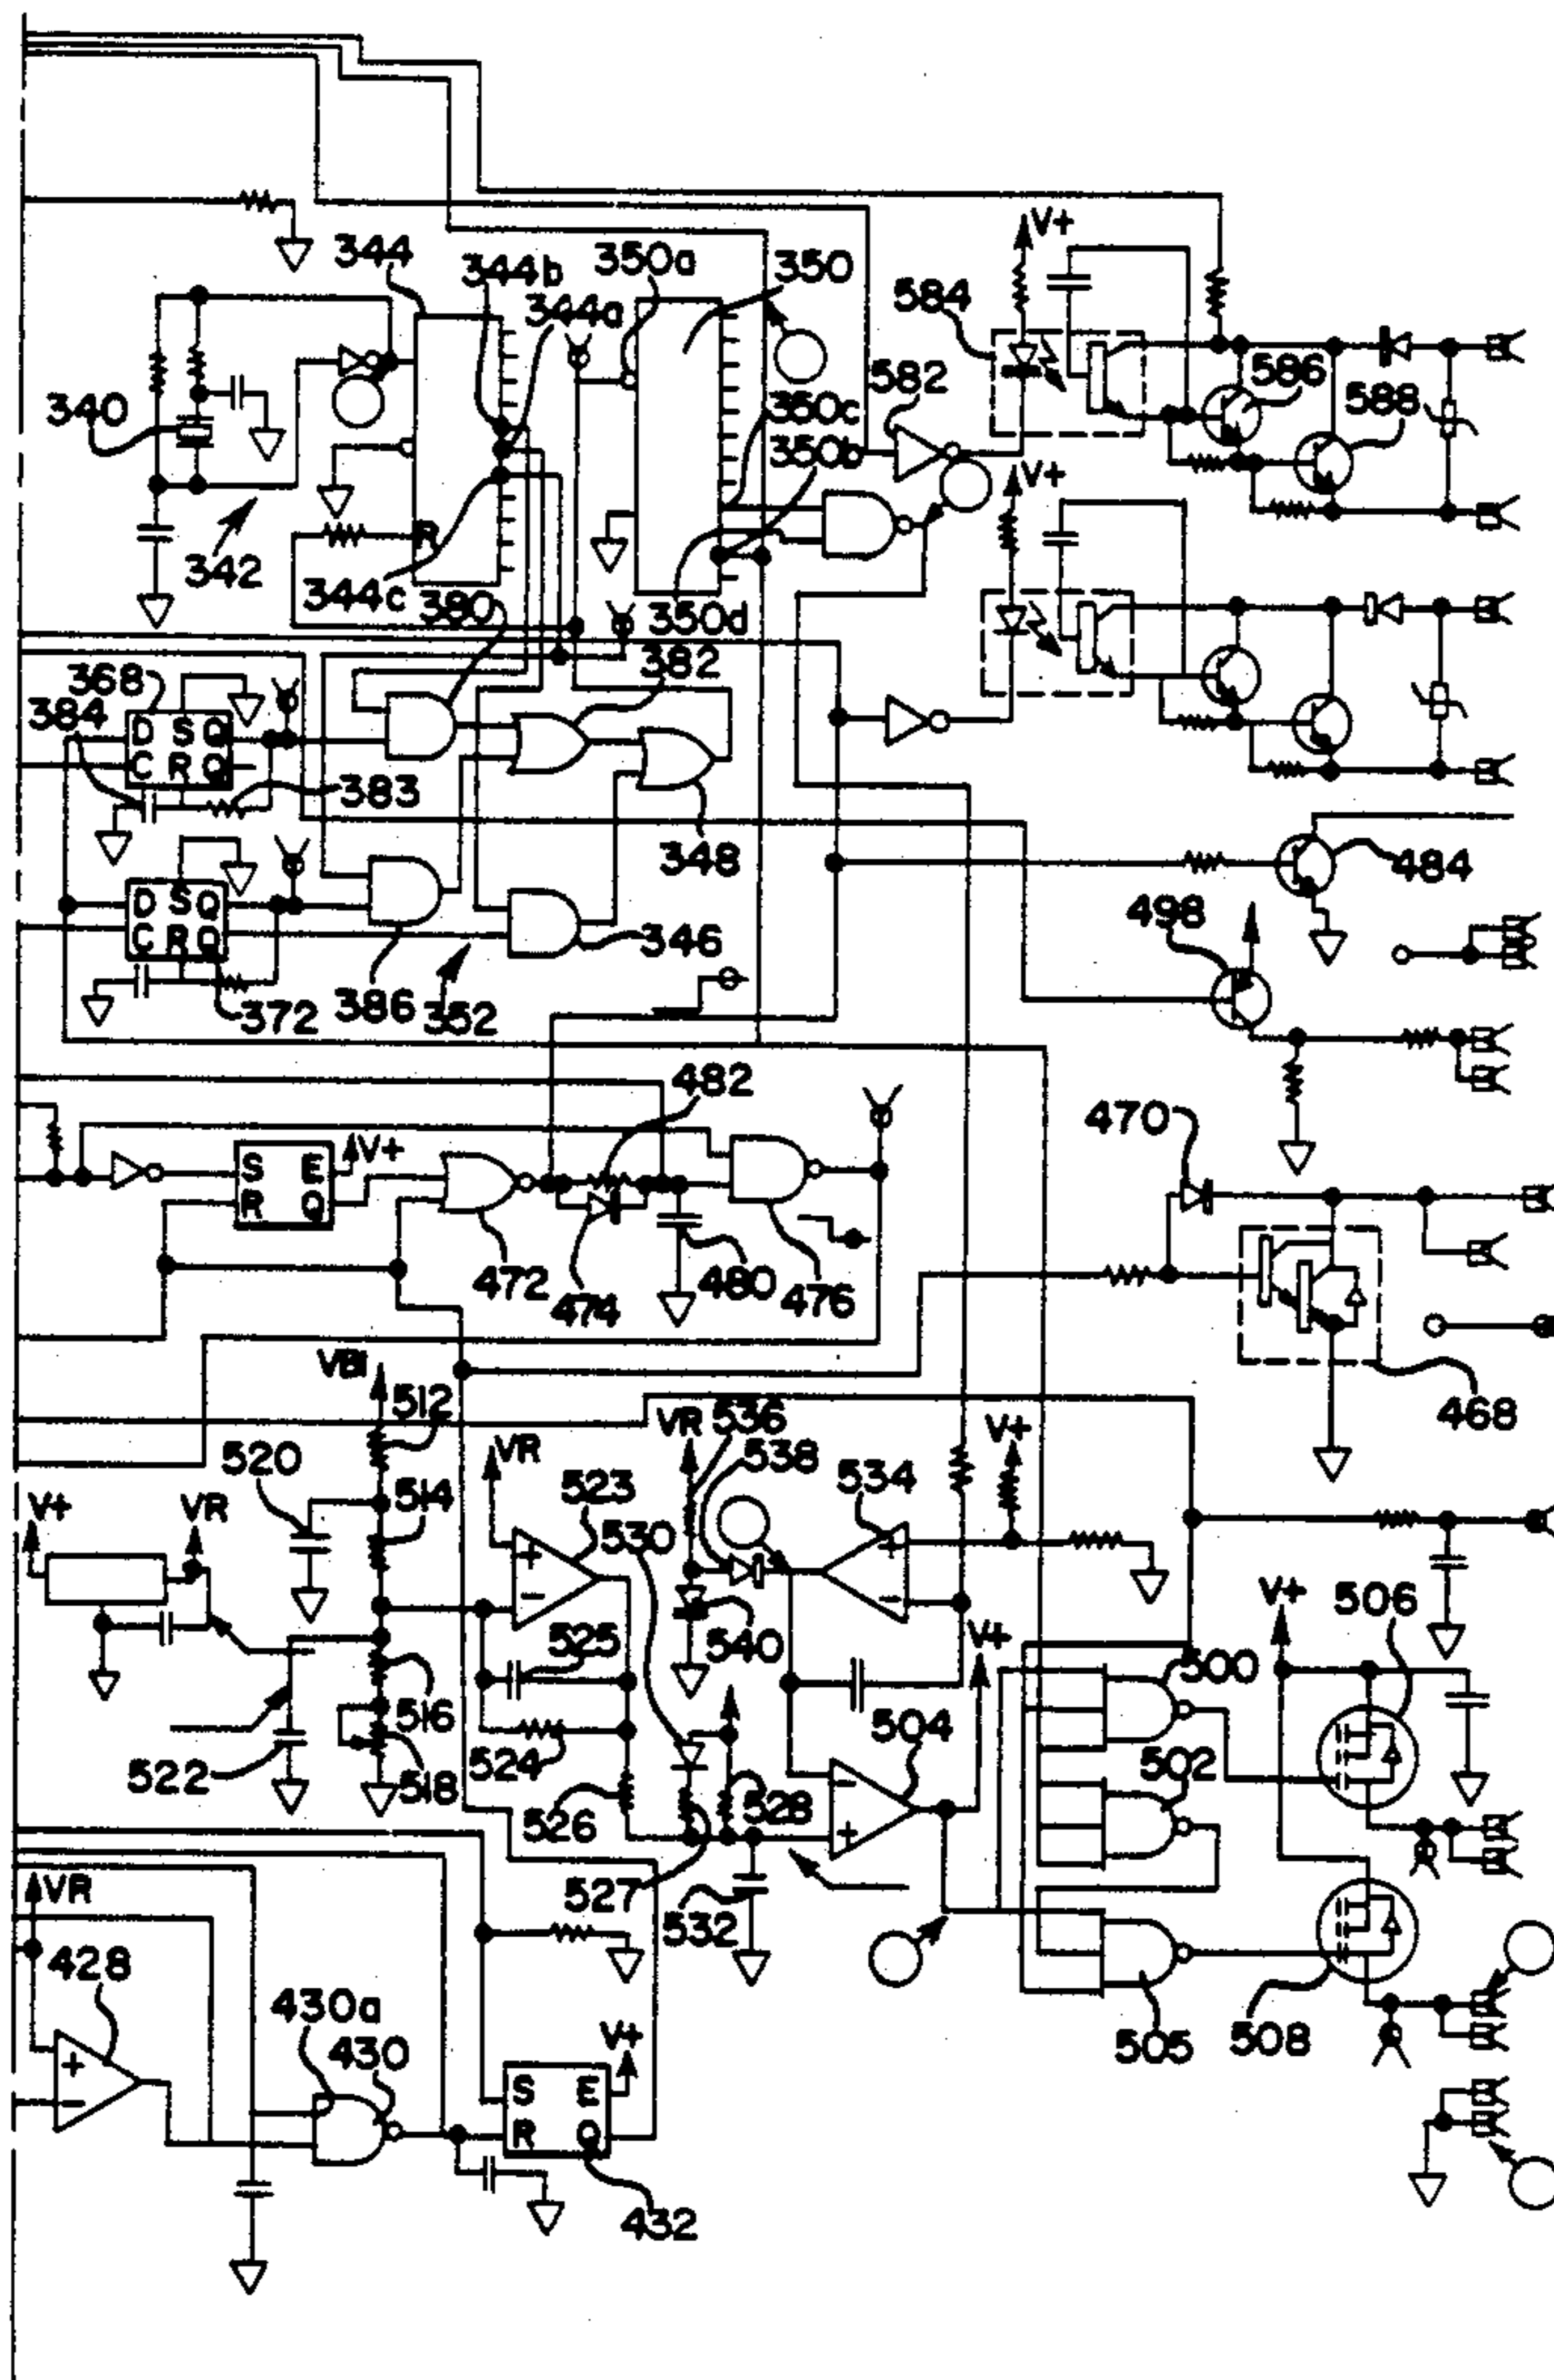 V+
344
344b
350a
350
344a
584
582
586
340
350c
588
350b
V+
R
342
344c
380
350d
368
382
384
D S Q
C R Q
383
348
484
D S Q
C R Q
498
346
372
386
352
482
470
V+
S E
R Q
472
474
480
476
VB1
512
468
VR
536
V+
520
VR
538
534
514
523
V+
VR
530
+
+
−
−
V+
506
540
V+
525
500
516
504
524
502
522
518
−
526
528
+
527
532
VR
428
430a
505
508
430
V+
+
−
S E
R Q
432